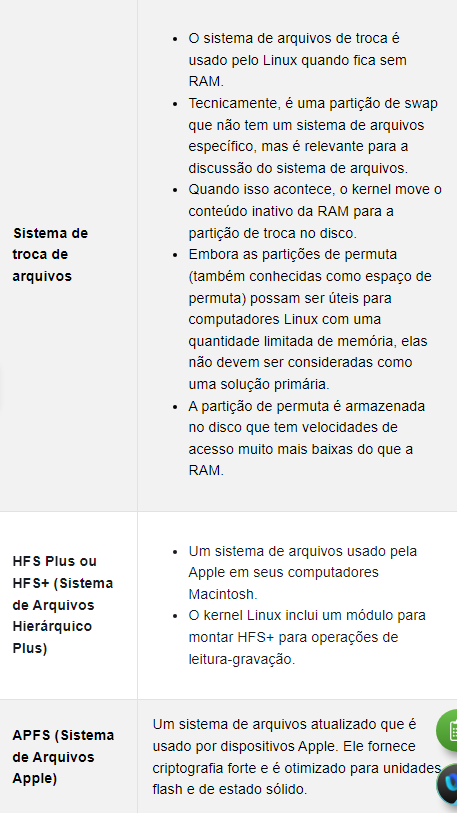 Sistema de
troca de
arquivos
• O sistema de arquivos de troca é
usado pelo Linux quando fica sem
RAM.
• Tecnicamente, é uma partição de swap
que não tem um sistema de arquivos
específico, mas é relevante para a
discussão do sistema de arquivos.
• Quando isso acontece, o kernel move o
conteúdo inativo da RAM para a
partição de troca no disco.
• Embora as partições de permuta
(também conhecidas como espaço de
permuta) possam ser úteis para
computadores Linux com uma
quantidade limitada de memória, elas
não devem ser consideradas como
uma solução primária.
• A partição de permuta é armazenada
no disco que tem velocidades de
acesso muito mais baixas do que a
RAM.
HFS Plus ou
HFS+ (Sistema
de Arquivos
Hierárquico
Plus)
• Um sistema de arquivos usado pela
Apple em seus computadores
Macintosh.
• O kernel Linux inclui um módulo para
montar HFS+ para operações de
leitura-gravação.
APFS (Sistema
de Arquivos
Apple)
Um sistema de arquivos atualizado que é
usado por dispositivos Apple. Ele fornece
criptografia forte e é otimizado para unidades
flash e de estado sólido.